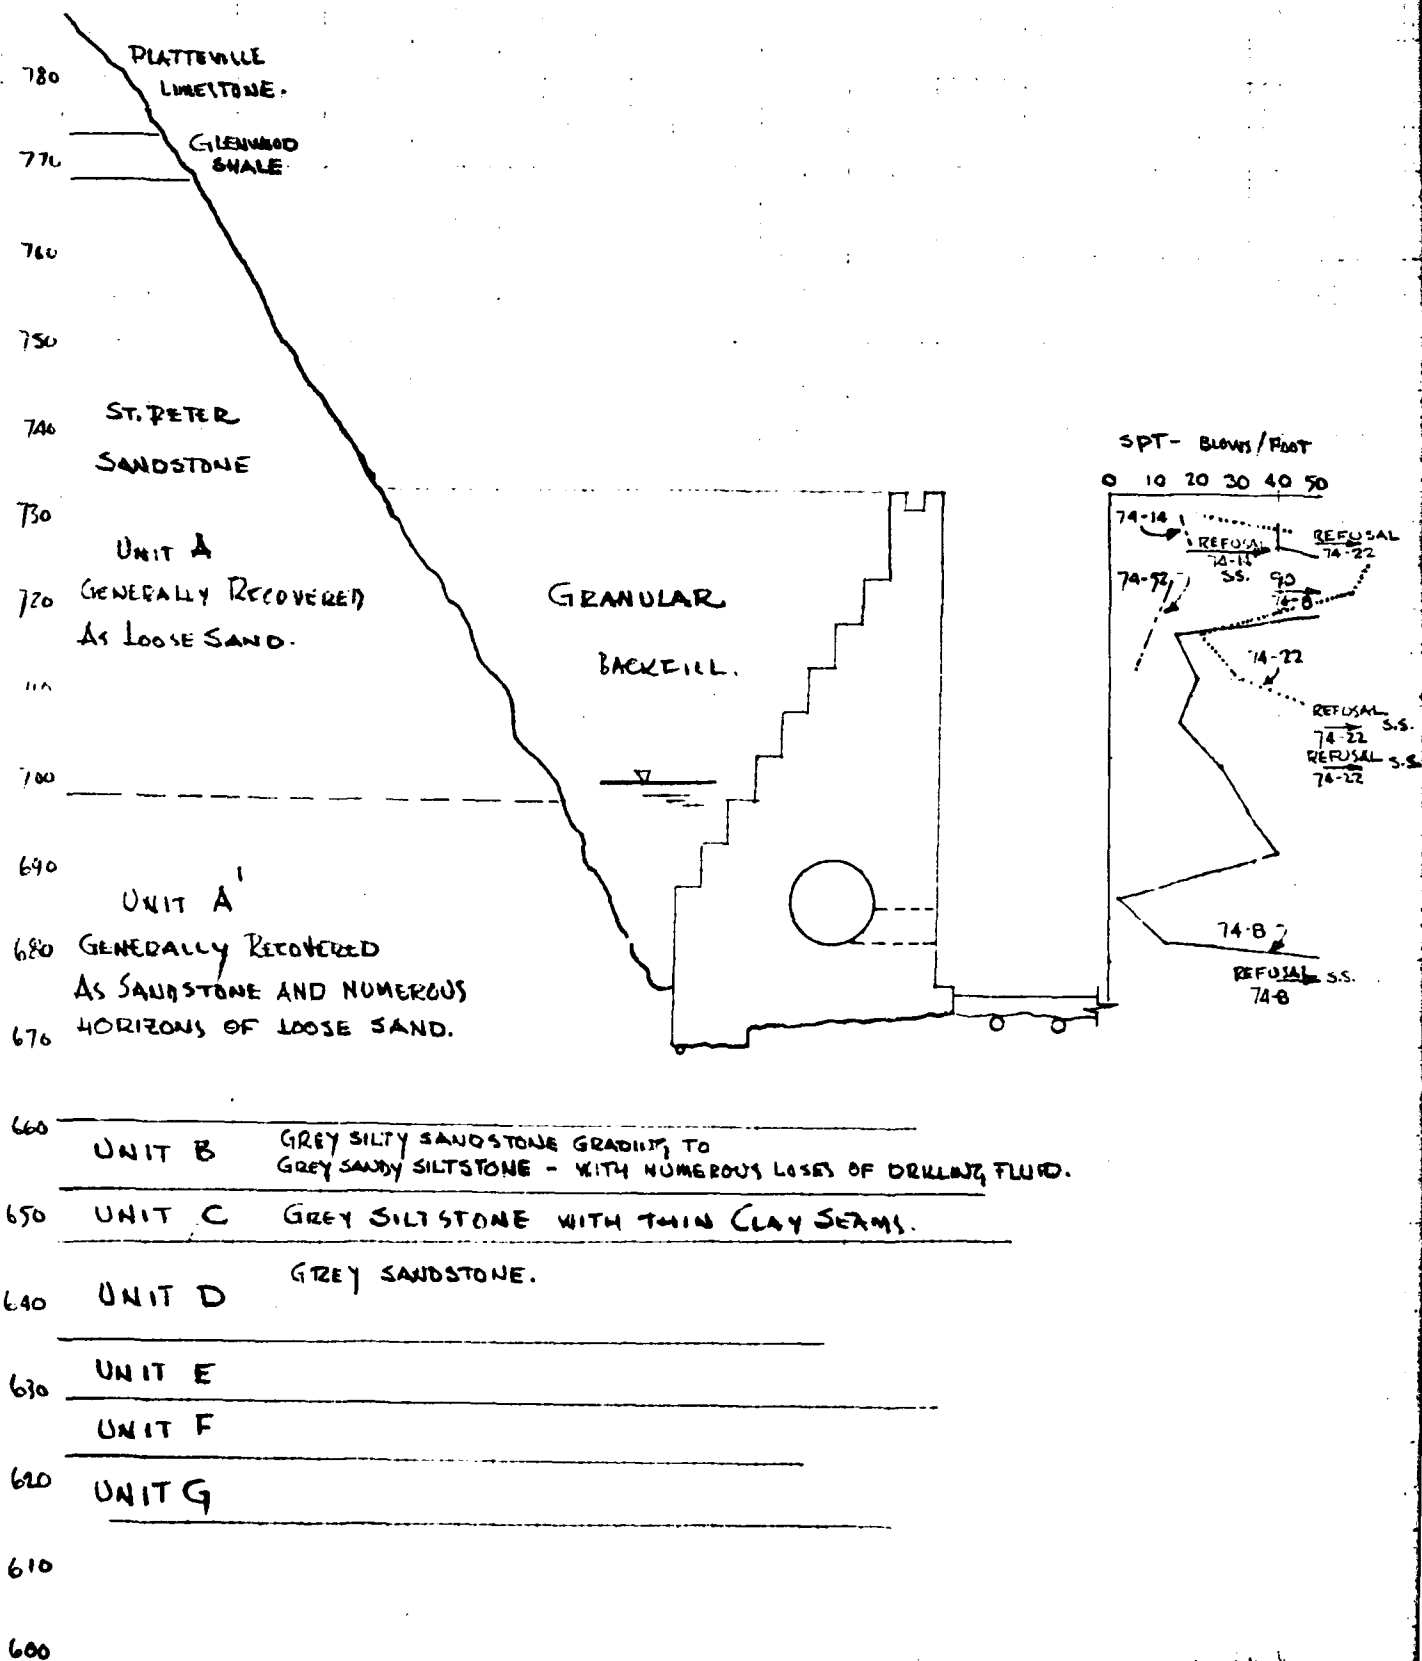 780
PLATTEVILLE
LIMESTONE.
GLENWOOD
SHALE
770
760
750
740
ST. PETER
SANDSTONE
730
UNIT A
720
GENERALLY RECOVERED
AS LOOSE SAND.
700
690
UNIT A'
680
GENERALLY RECOVERED
AS SANDSTONE AND NUMEROUS
HORIZONS OF LOOSE SAND.
670
GRANULAR
BACKFILL.
SPT- BLOWS/FOOT
0 10 20 30 40 50
74-14
REFUSAL
S.S.
REFUSAL
74-22
74-52
90
74-8
74-22
REFUSAL S.S.
74-22
REFUSAL S.S.
74-22
74-8
REFUSAL S.S.
74-8
660
UNIT B
GREY SILTY SANDSTONE GRADING TO
GREY SANDY SILTSTONE - WITH NUMEROUS LOSES OF DRILLING FLUID.
650
UNIT C
GREY SILTSTONE WITH THIN CLAY SEAMS.
GREY SANDSTONE.
640
UNIT D
UNIT E
630
UNIT F
620
UNIT G
610
600